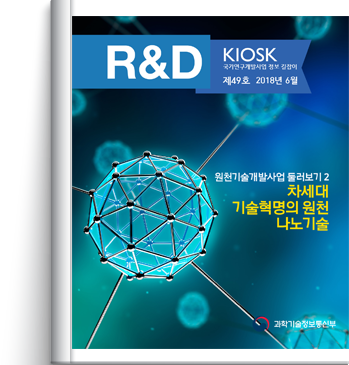 R&D
KIOSK
국가연구개발사업 정보 길잡이
제49호 2018년 6월
원천기술개발사업 둘러보기 2
차세대
기술혁명의 원천
나노기술
과학기술정보통신부